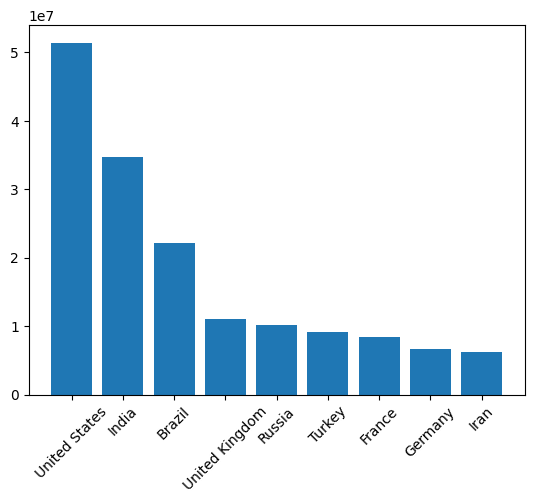 1e7
5
4
3
2
1
0
United States
India
Brazil
United Kingdom
Russia
Turkey
France
Germany
Iran